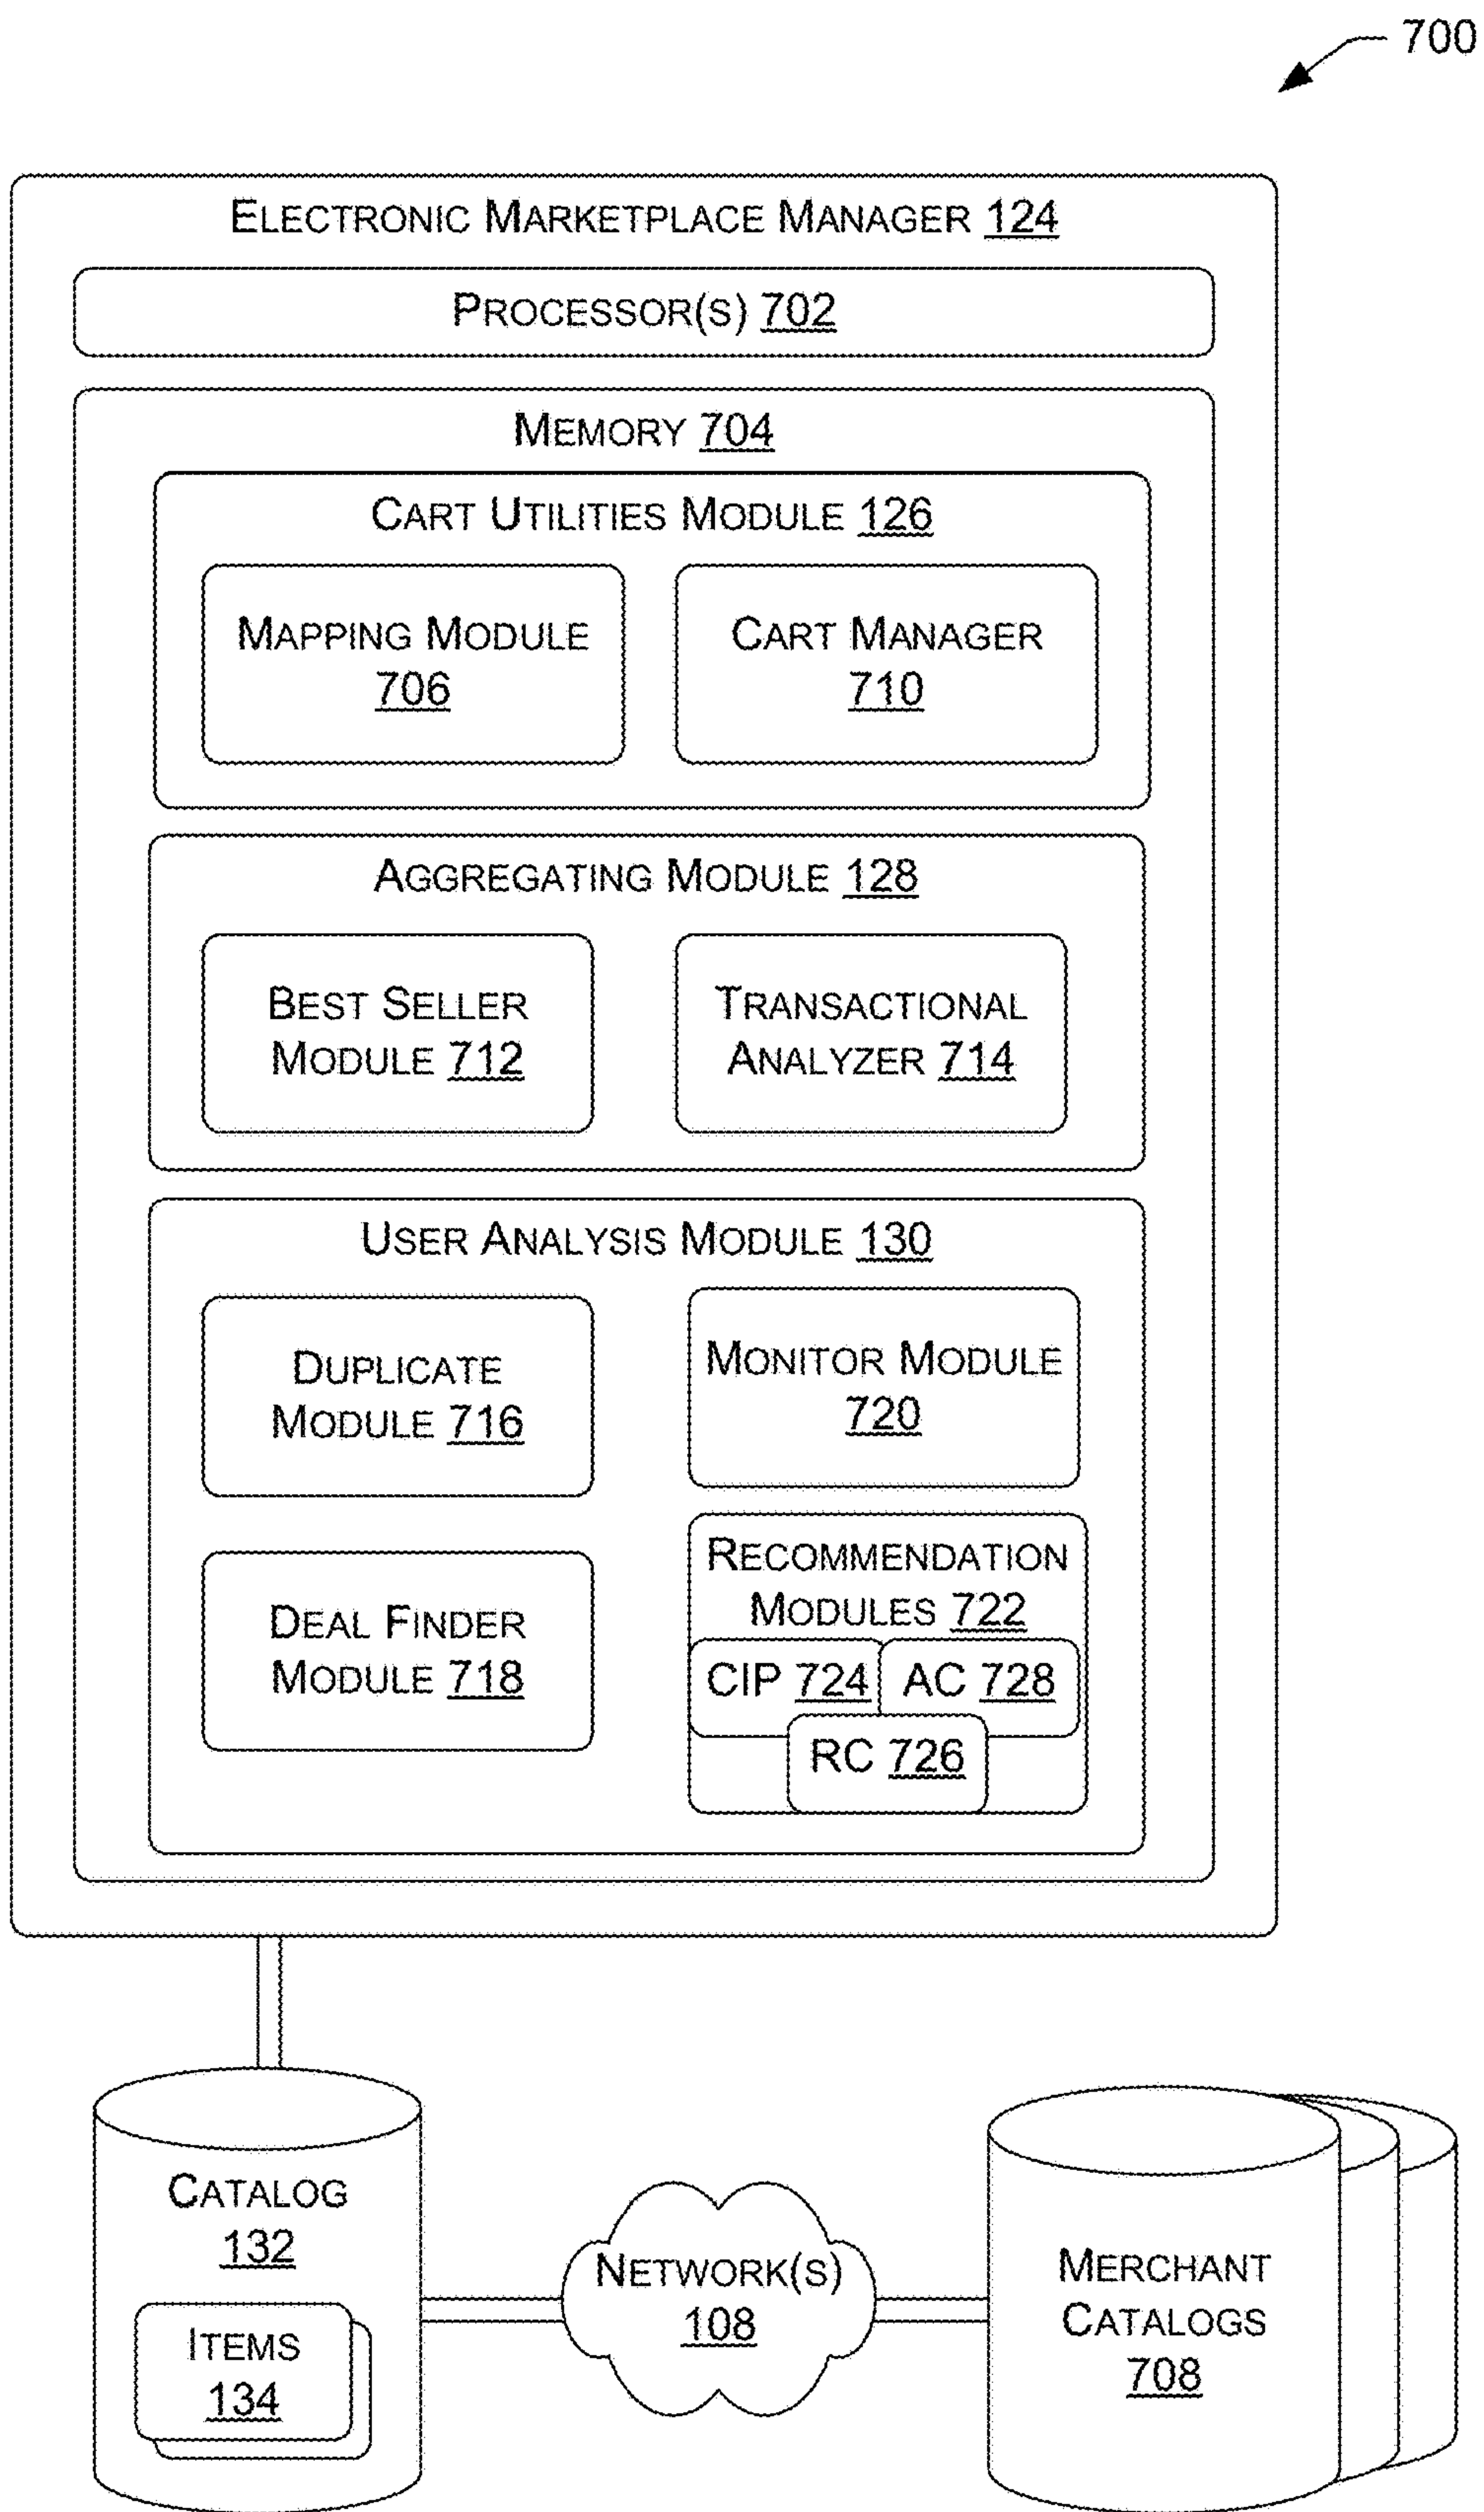 700
ELECTRONIC MARKETPLACE MANAGER 124
PROCESSOR(S) 702
MEMORY 704
CART UTILITIES MODULE 126
MAPPING MODULE
706
CART MANAGER
710
AGGREGATING MODULE 128
BEST SELLER
MODULE 712
TRANSACTIONAL
ANALYZER 714
USER ANALYSIS MODULE 130
DUPLICATE
MODULE 716
MONITOR MODULE
720
DEAL FINDER
MODULE 718
RECOMMENDATION
MODULES 722
CIP 724
AC 728
RC 726
CATALOG
132
ITEMS
134
NETWORK(S)
108
MERCHANT
CATALOGS
708